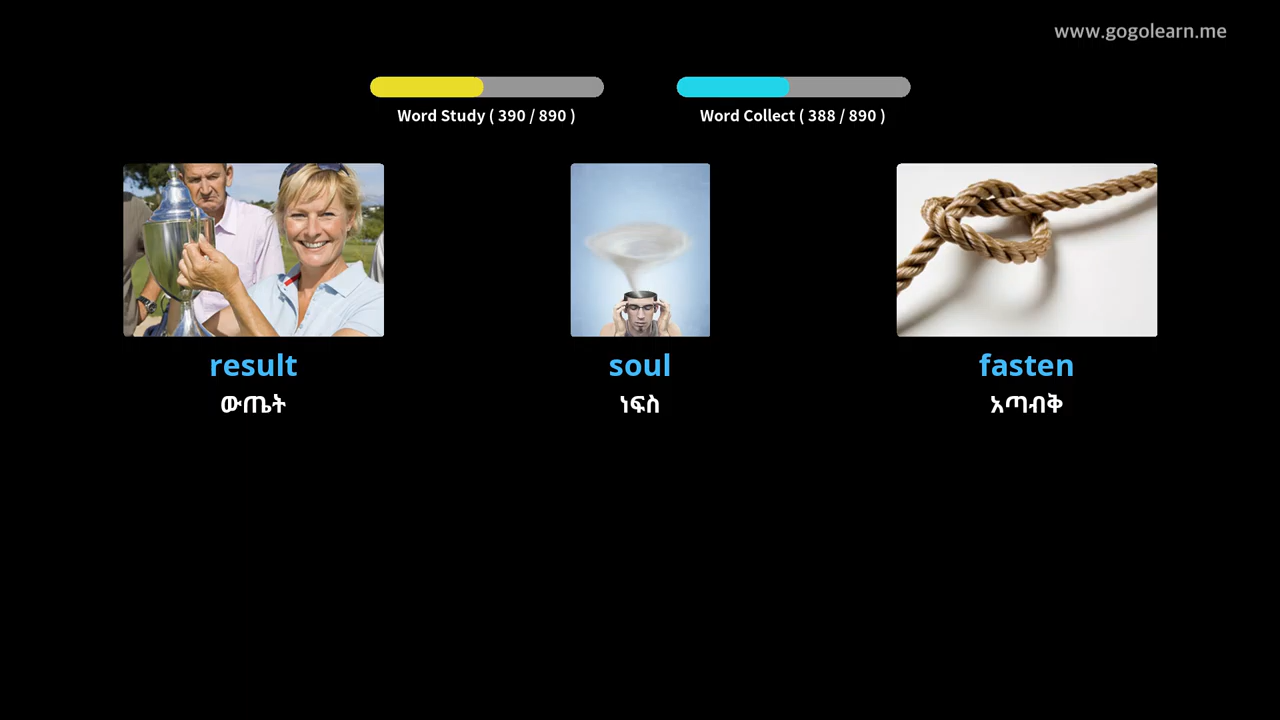 www.gogolearn.me
Word Study ( 390 / 890 )
Word Collect ( 388 / 890 )
result
soul
fasten
ውጤት
ነፍስ
አጣብቅ